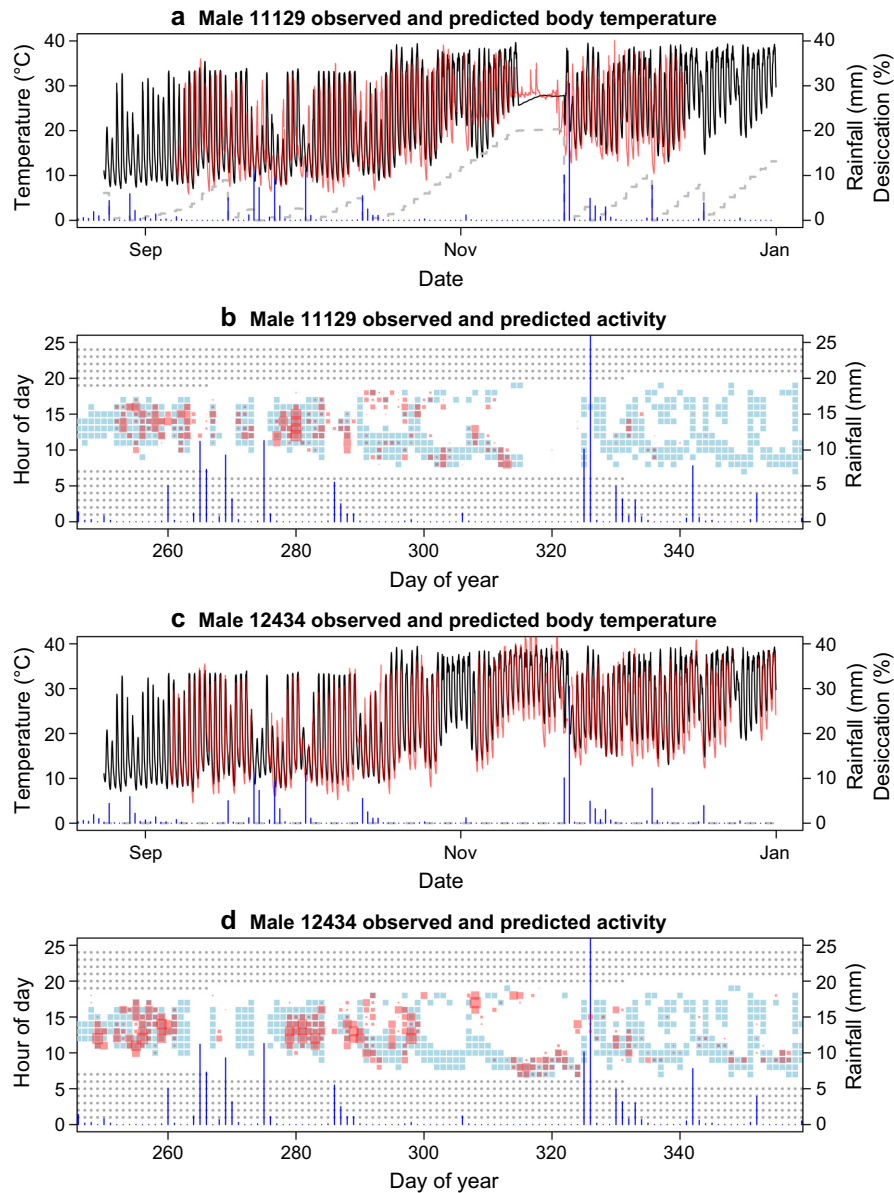 a Male 11129 observed and predicted body temperature
Temperature (°C)
0 10 20 30 40
0 10 20 30 40
Rainfall (mm)
Desiccation (%)
Sep Nov Jan
Date
b Male 11129 observed and predicted activity
Hour of day
0 5 10 15 20 25
0 5 10 15 20 25
Rainfall (mm)
260 280 300 320 340
Day of year
c Male 12434 observed and predicted body temperature
Temperature (°C)
0 10 20 30 40
0 10 20 30 40
Rainfall (mm)
Desiccation (%)
Sep Nov Jan
Date
d Male 12434 observed and predicted activity
Hour of day
0 5 10 15 20 25
0 5 10 15 20 25
Rainfall (mm)
260 280 300 320 340
Day of year